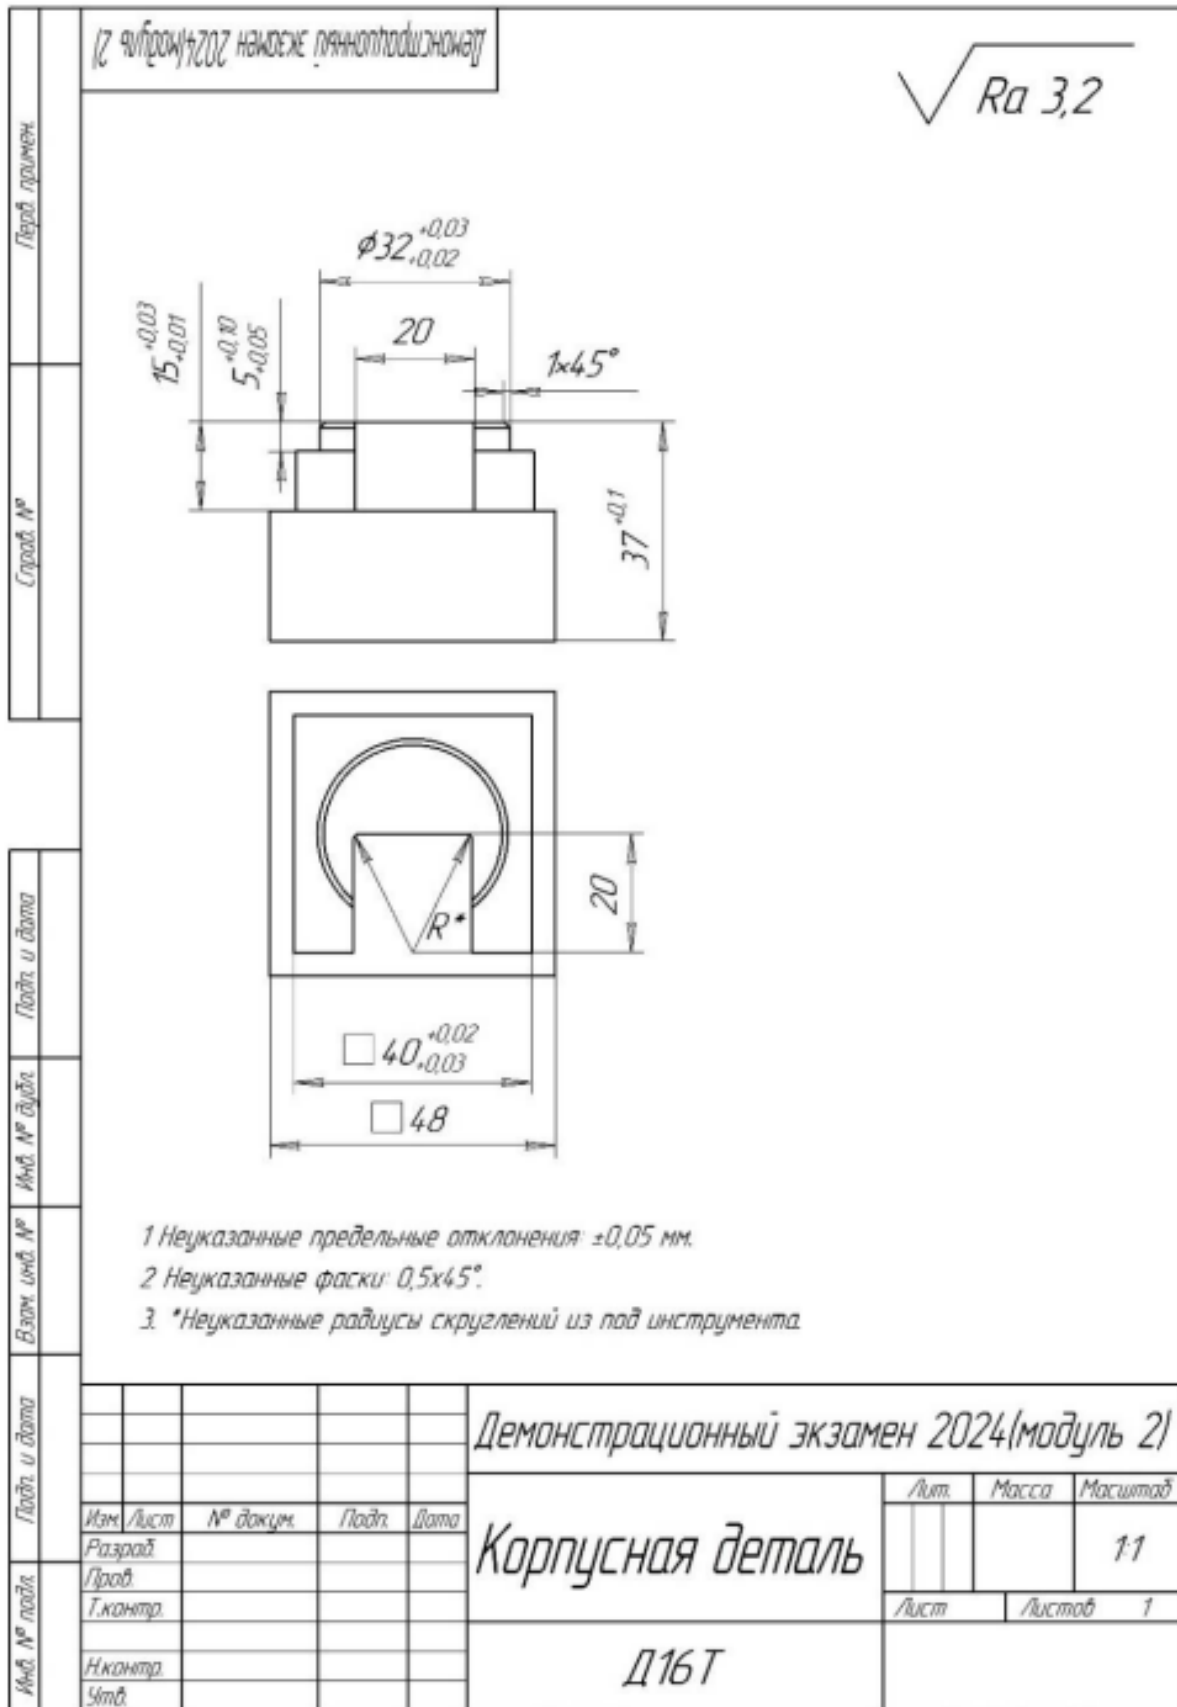 Демонстрационный экзамен 2024(модуль 2)
Ra 3,2
Перв. примен.
Справ. №
Подп. и дата
Инв. № дубл.
Взам. инв. №
Подп. и дата
Инв. № подл.
ϕ32 +0,03 +0,02
20
1x45°
15 +0,03 +0,01
5 +0,10 +0,05
37 +0,1
20
R*
□ 40 +0,02 +0,03
□ 48
1 Неуказанные предельные отклонения: ±0,05 мм.
2 Неуказанные фаски: 0,5x45°.
3. *Неуказанные радиусы скруглений из под инструмента
Демонстрационный экзамен 2024(модуль 2)
Изм. Лист № докум. Подп. Дата
Разраб.
Пров.
Т.контр.
Н.контр.
Утв.
Корпусная деталь
Лит. Масса Масштаб
1:1
Лист Листов 1
Д16Т